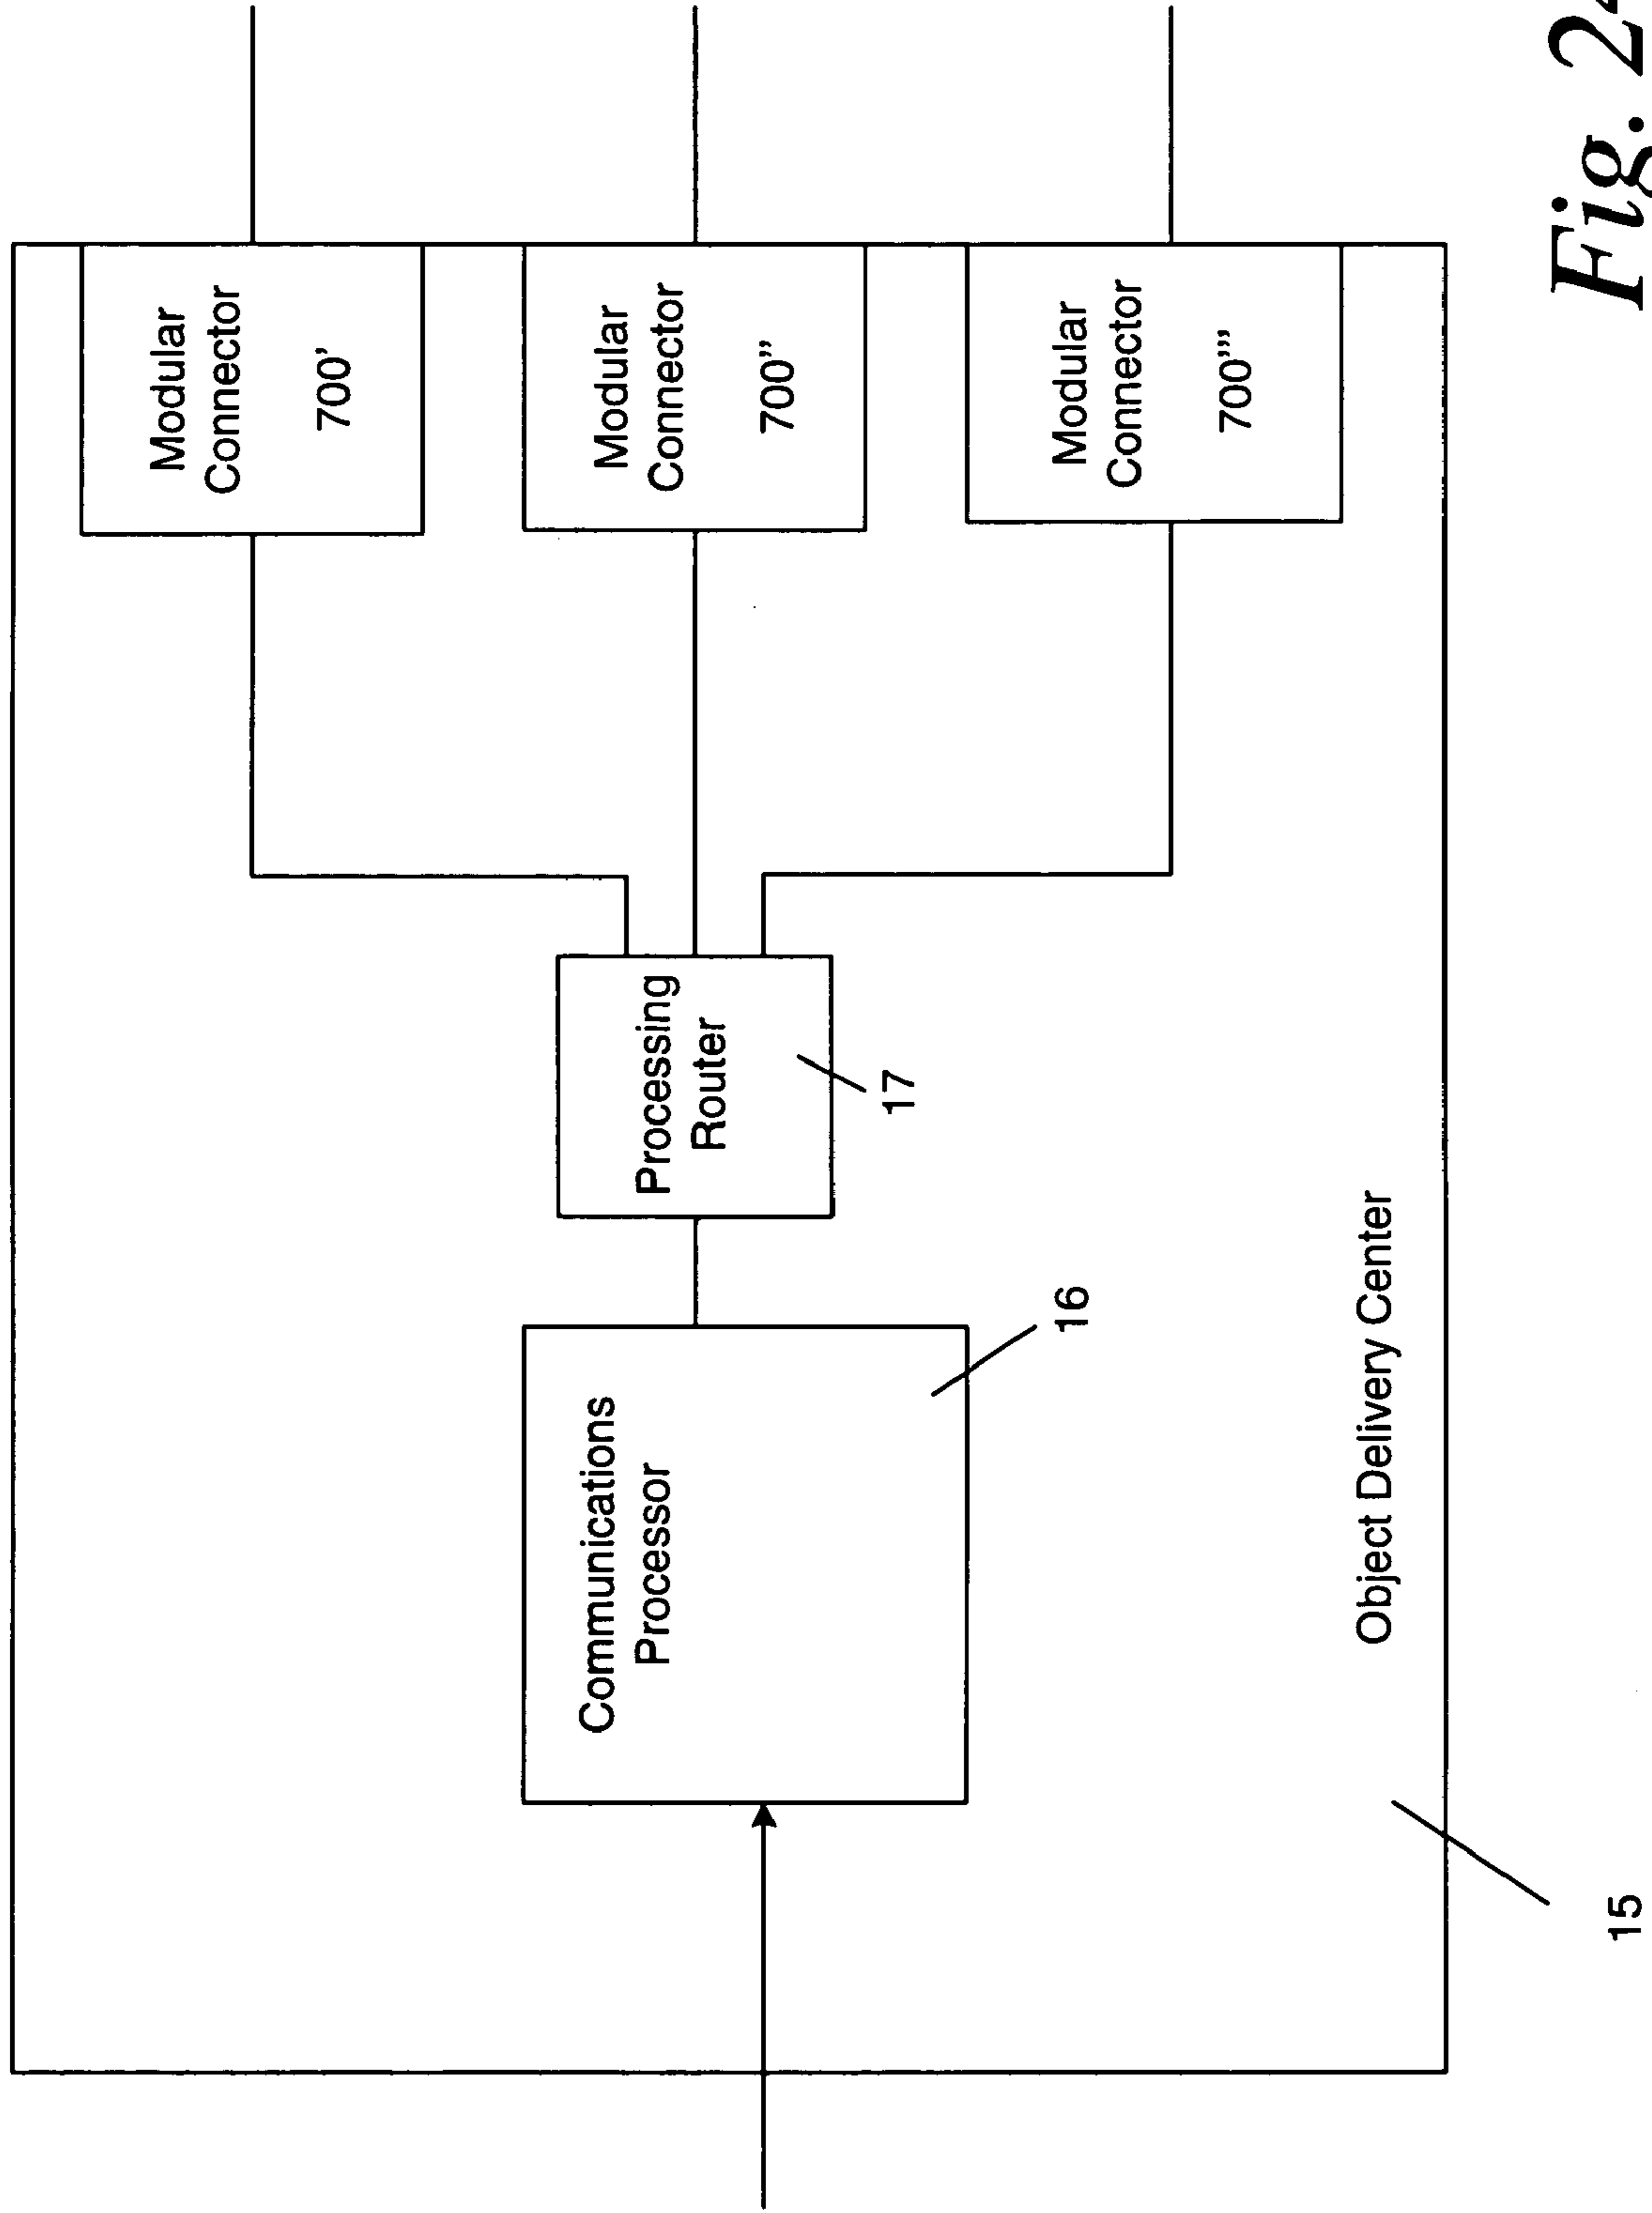 Modular
Connector
700'
Communications
Processor
16
Processing
Router
17
Modular
Connector
700''
Modular
Connector
700'''
Object Delivery Center
15
Fig. 24